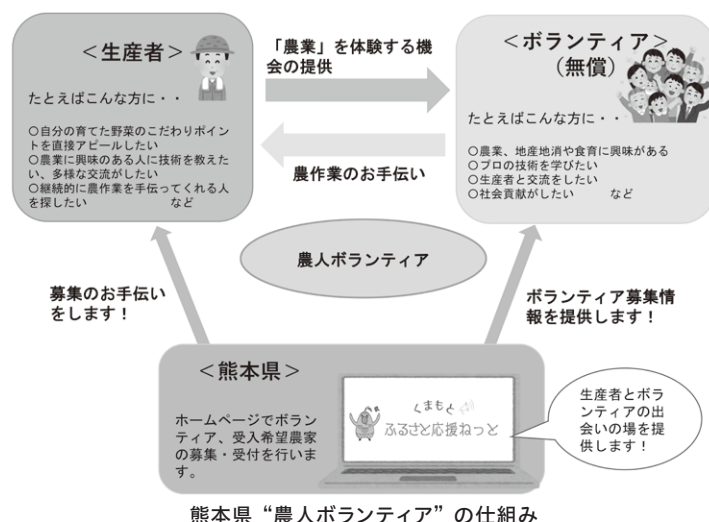 ＜生産者＞
たとえばこんな方に・・
○自分の育てた野菜のこだわりポイン
トを直接アピールしたい
○農業に興味のある人に技術を教えた
い、多様な交流がしたい
○継続的に農作業を手伝ってくれる人
を探したい　　　　　　など
「農業」を体験する機
会の提供
農作業のお手伝い
＜ボランティア＞
（無償）
たとえばこんな方に・・
○農業、地産地消や食育に興味がある
○プロの技術を学びたい
○生産者と交流をしたい
○社会貢献がしたい　　　など
農人ボランティア
募集のお手伝い
をします！
ボランティア募集情
報を提供します！
＜熊本県＞
ホームページでボラン
ティア、受入希望農家
の募集・受付を行いま
す。
くまもと
ふるさと応援ねっと
生産者とボラ
ンティアの出
会いの場を提
供します！
熊本県“農人ボランティア”の仕組み